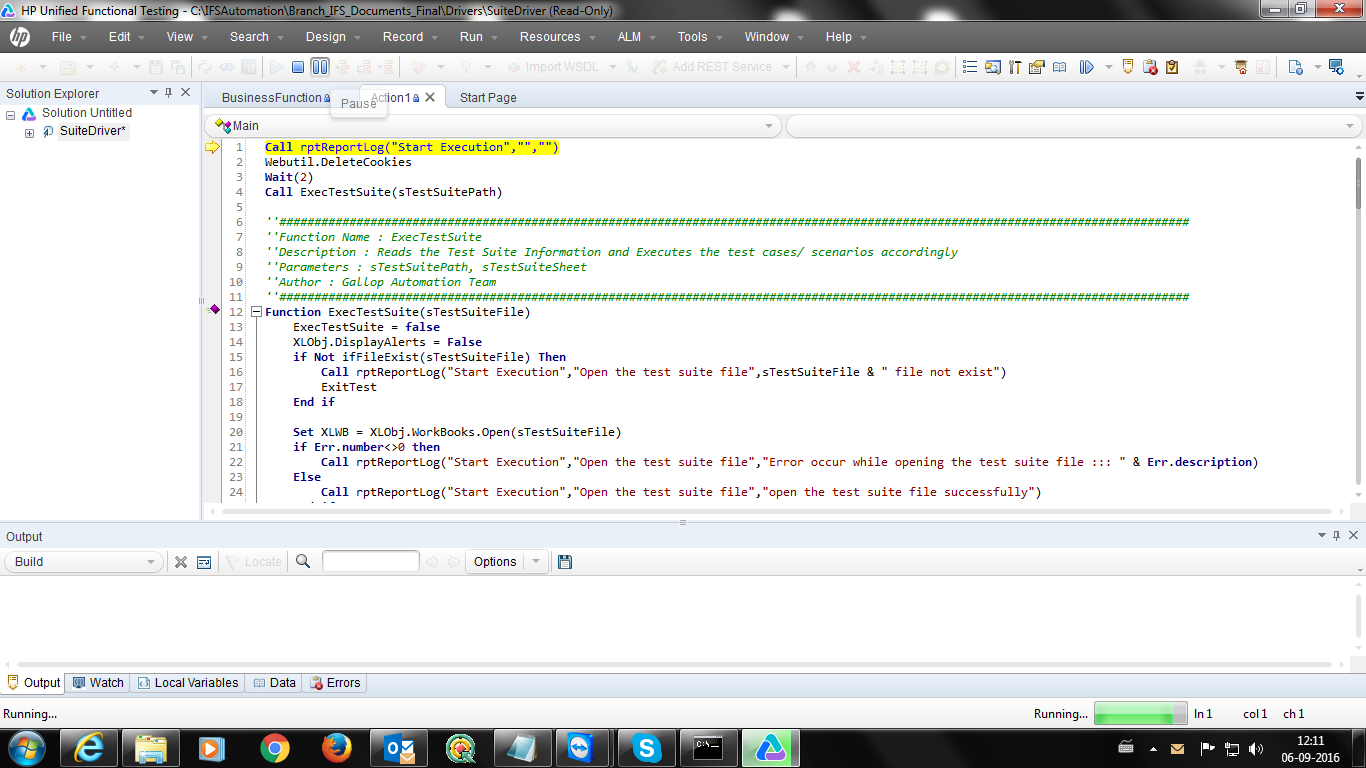 HP Unified Functional Testing - C:\IFSAutomation\Branch_IFS_Documents_Final\Drivers\SuiteDriver (Read-Only)
hp File Edit View Search Design Record Run Resources ALM Tools Window Help
Import WSDL Add REST Service
Solution Explorer
BusinessFunction Action1 Start Page
Pause
Solution Untitled
SuiteDriver*
Main
1 Call rptReportLog("Start Execution","","")
2 Webutil.DeleteCookies
3 Wait(2)
4 Call ExecTestSuite(sTestSuitePath)
5
6 ''##################################################################################################################################
7 ''Function Name : ExecTestSuite
8 ''Description : Reads the Test Suite Information and Executes the test cases/ scenarios accordingly
9 ''Parameters : sTestSuitePath, sTestSuiteSheet
10 ''Author : Gallop Automation Team
11 ''##################################################################################################################################
12 Function ExecTestSuite(sTestSuiteFile)
13 ExecTestSuite = false
14 XLObj.DisplayAlerts = False
15 if Not ifFileExist(sTestSuiteFile) Then
16 Call rptReportLog("Start Execution","Open the test suite file",sTestSuiteFile & " file not exist")
17 ExitTest
18 End if
19
20 Set XLWB = XLObj.WorkBooks.Open(sTestSuiteFile)
21 if Err.number<>0 then
22 Call rptReportLog("Start Execution","Open the test suite file","Error occur while opening the test suite file ::: " & Err.description)
23 Else
24 Call rptReportLog("Start Execution","Open the test suite file","open the test suite file successfully")
Output
Build Locate Options
Output Watch Local Variables Data Errors
Running... Running... ln 1 col 1 ch 1
C:\_
12:11
06-09-2016